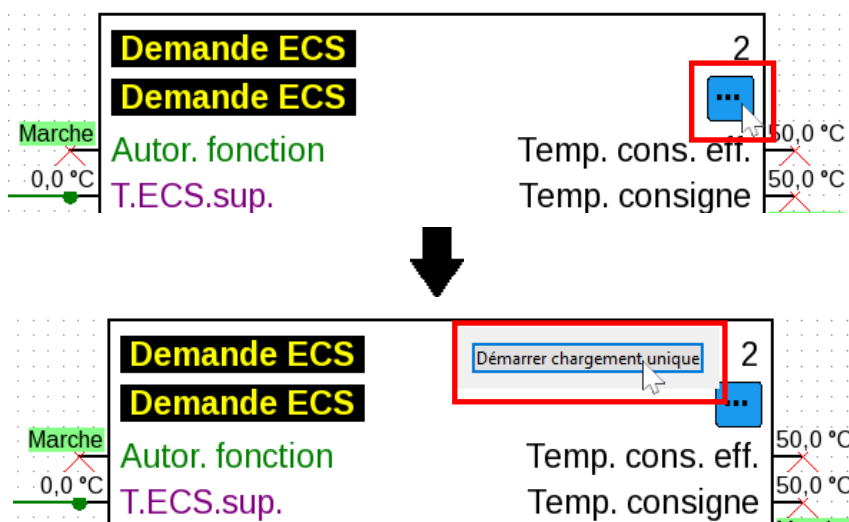 Demande ECS 2
Demande ECS ...
Marche Autor. fonction Temp. cons. eff. 50,0 °C
0,0 °C T.ECS.sup. Temp. consigne 50,0 °C
Demande ECS Démarrer chargement unique 2
Demande ECS ...
Marche Autor. fonction Temp. cons. eff. 50,0 °C
0,0 °C T.ECS.sup. Temp. consigne 50,0 °C